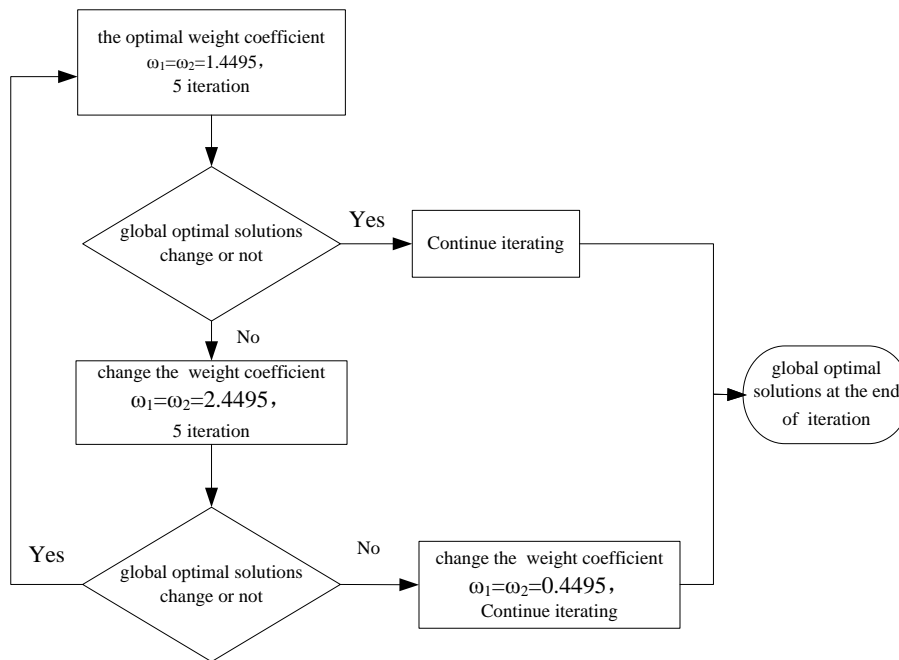 the optimal weight coefficient
ω₁=ω₂=1.4495，
5 iteration
global optimal solutions
change or not
Yes
Continue iterating
No
change the weight coefficient
ω₁=ω₂=2.4495，
5 iteration
global optimal
solutions at the end
of iteration
Yes
global optimal solutions
change or not
No
change the weight coefficient
ω₁=ω₂=0.4495，
Continue iterating